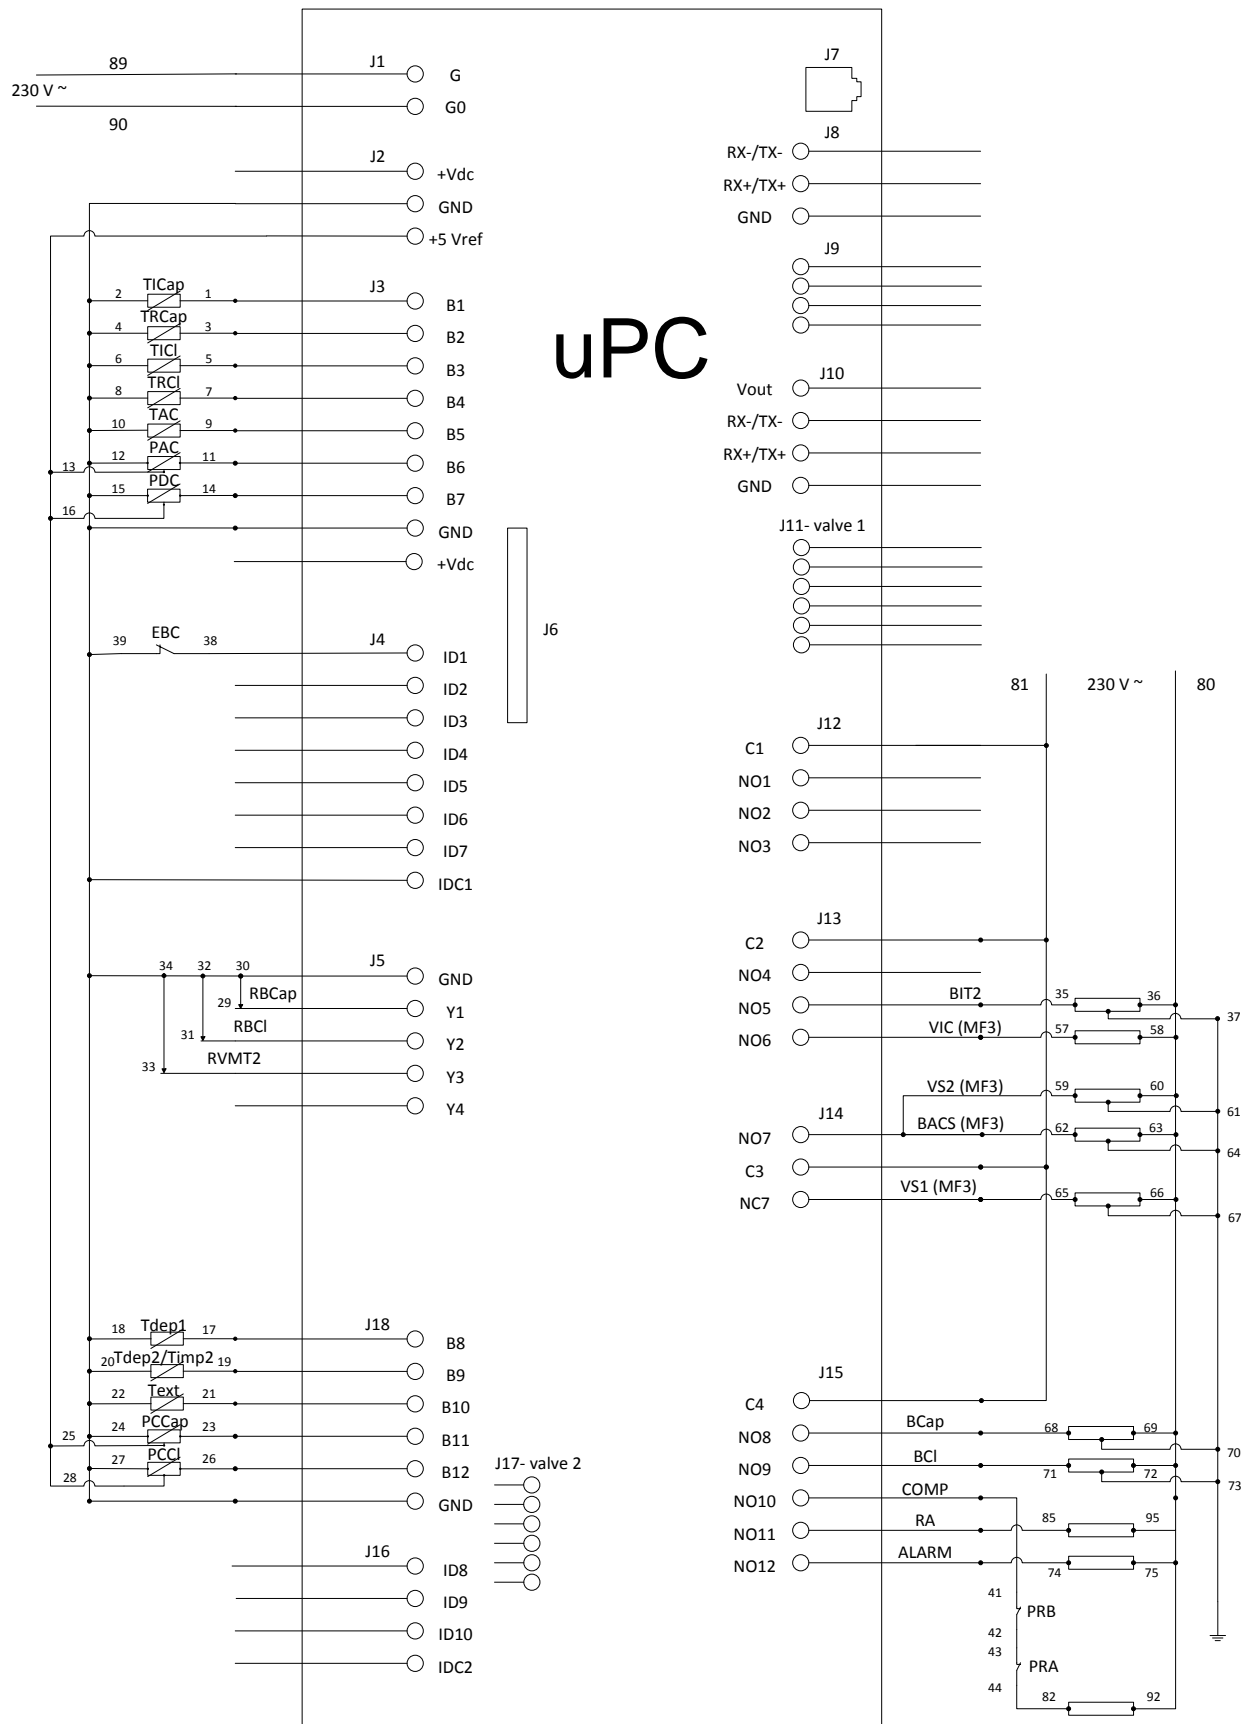 89 J1 G
230 V ~
90 G0
J2 +Vdc
GND
+5 Vref
2 TICap 1 J3 B1
4 TRCap 3 B2
6 TICl 5 B3
8 TRCl 7 B4
10 TAC 9 B5
12 PAC 11 B6
13
15 PDC 14 B7
16
GND
+Vdc
J6
39 EBC 38 J4 ID1
ID2
ID3
ID4
ID5
ID6
ID7
IDC1
34 32 30 J5 GND
29 RBCap Y1
31 RBCl Y2
33 RVMT2 Y3
Y4
18 Tdep1 17 J18 B8
20 Tdep2/Timp2 19 B9
22 Text 21 B10
24 PCCap 23 B11
25
27 PCCl 26 B12
28
GND
J16 ID8
ID9
ID10
IDC2
J17- valve 2
uPC
J7
J8
RX-/TX-
RX+/TX+
GND
J9
J10
Vout
RX-/TX-
RX+/TX+
GND
J11- valve 1
81 230 V ~ 80
J12
C1
NO1
NO2
NO3
J13
C2
NO4
NO5 BIT2 35 36
37
NO6 VIC (MF3) 57 58
VS2 (MF3) 59 60
61
J14
NO7 BACS (MF3) 62 63
64
C3
NC7 VS1 (MF3) 65 66
67
J15
C4
NO8 BCap 68 69
70
NO9 BCl 71 72
73
NO10 COMP
NO11 RA 85 95
NO12 ALARM 74 75
41
PRB
42
43
PRA
44
82 92